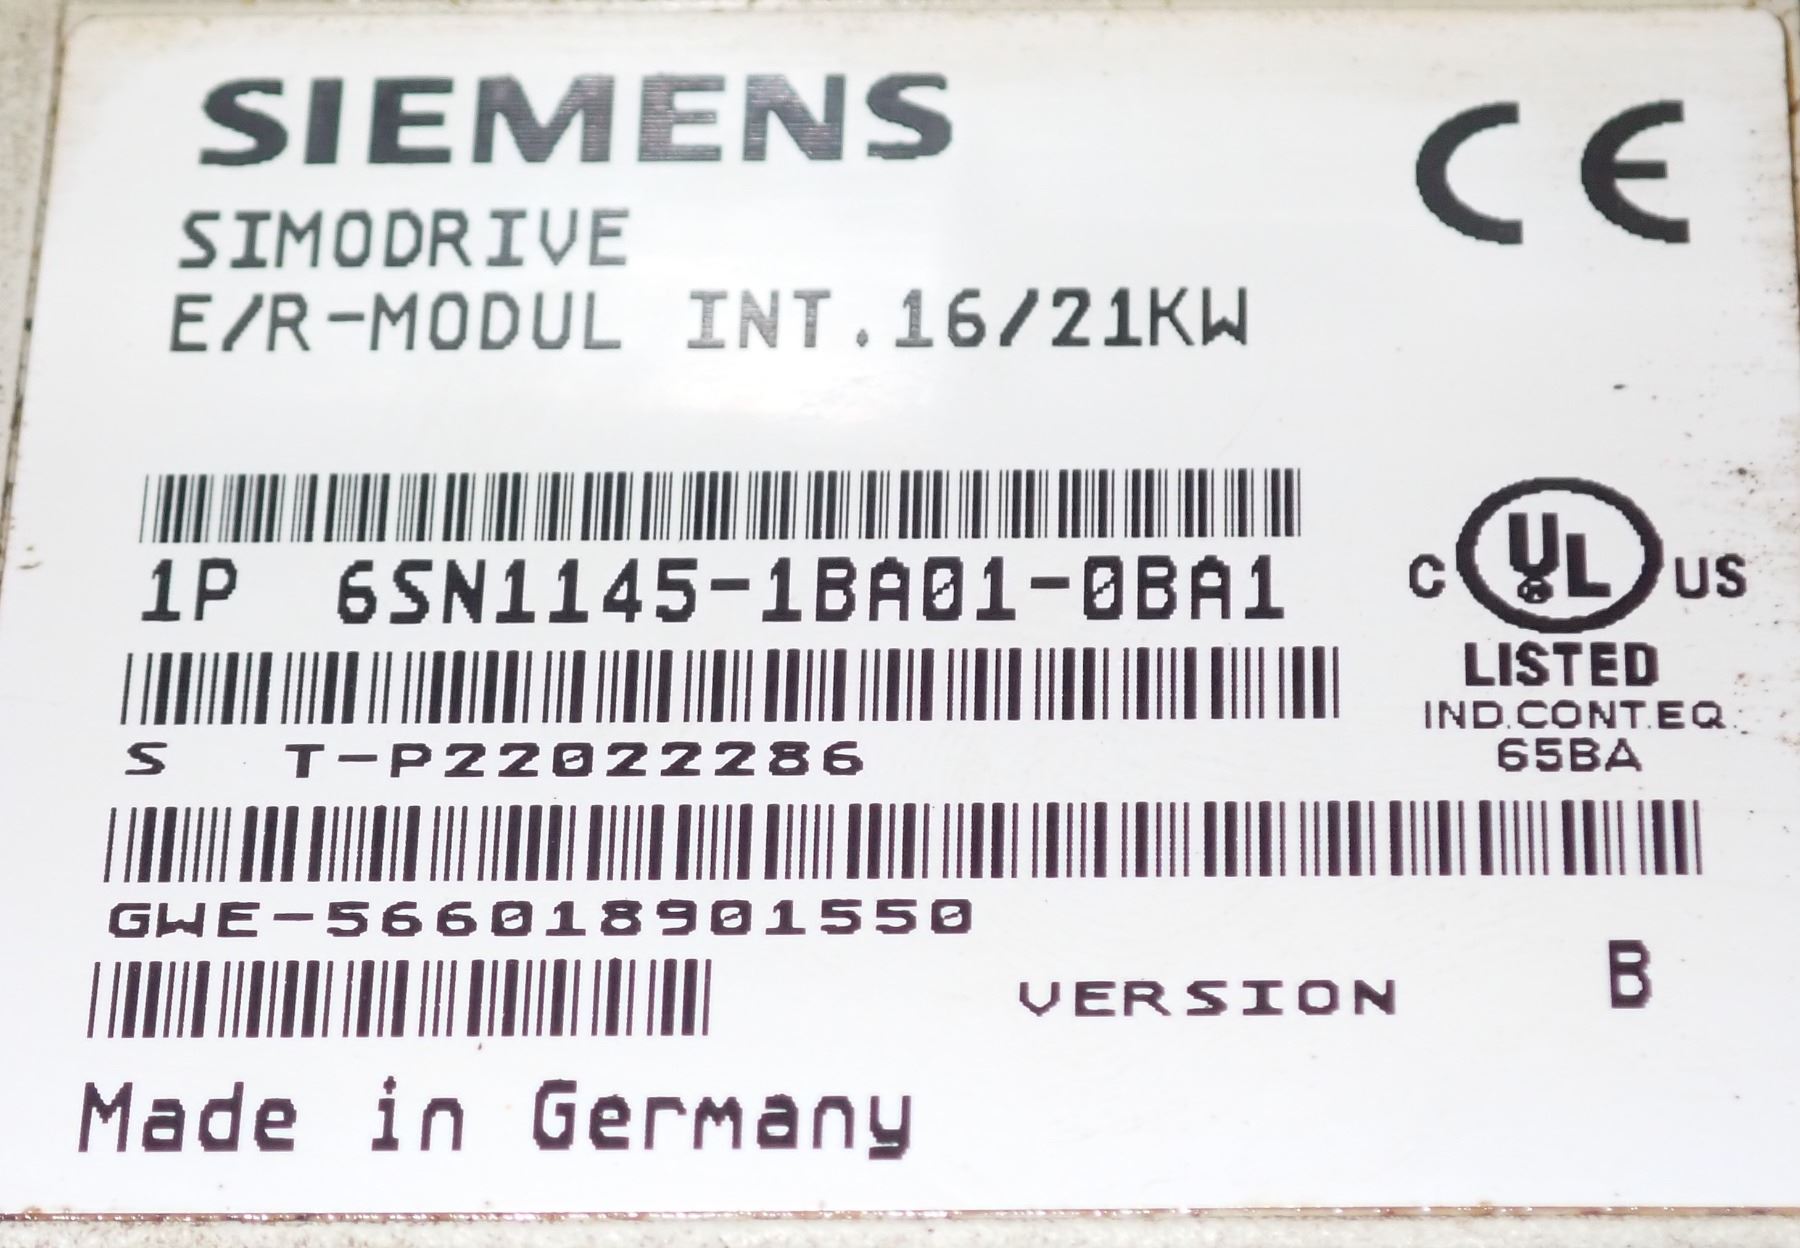 SIEMENS
CE
SIMODRIVE
E/R-MODUL INT.16/21KW
1P 6SN1145-1BA01-0BA1
C UL US
LISTED
IND.CONT.EQ.
65BA
S T-P22022286
GWE-566018901550
VERSION B
Made in Germany